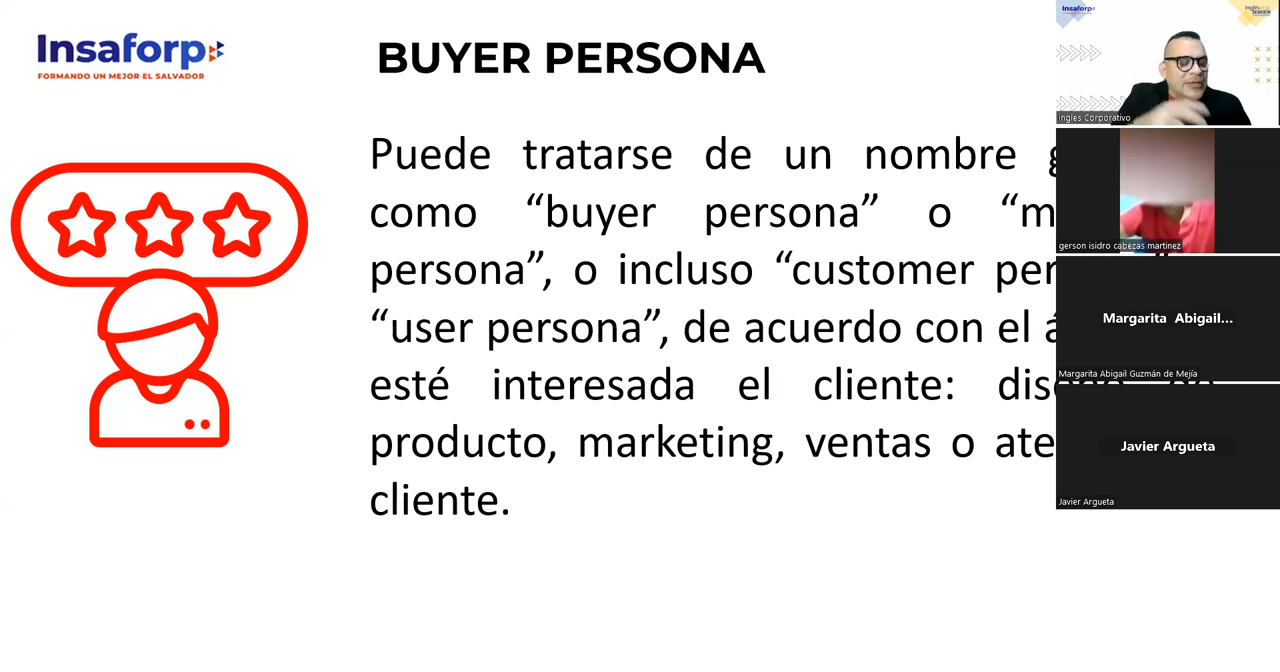 Insaforp
FORMANDO UN MEJOR EL SALVADOR
BUYER PERSONA
Puede tratarse de un nombre
como “buyer persona” o
persona”, o incluso “customer
“user persona”, de acuerdo con el
esté interesada el cliente:
producto, marketing, ventas o
cliente.
Insaforp
Ingles Corporativo
gerson isidro cabezas martinez
Margarita Abigail...
Margarita Abigail Guzmán de Mejía
Javier Argueta
Javier Argueta